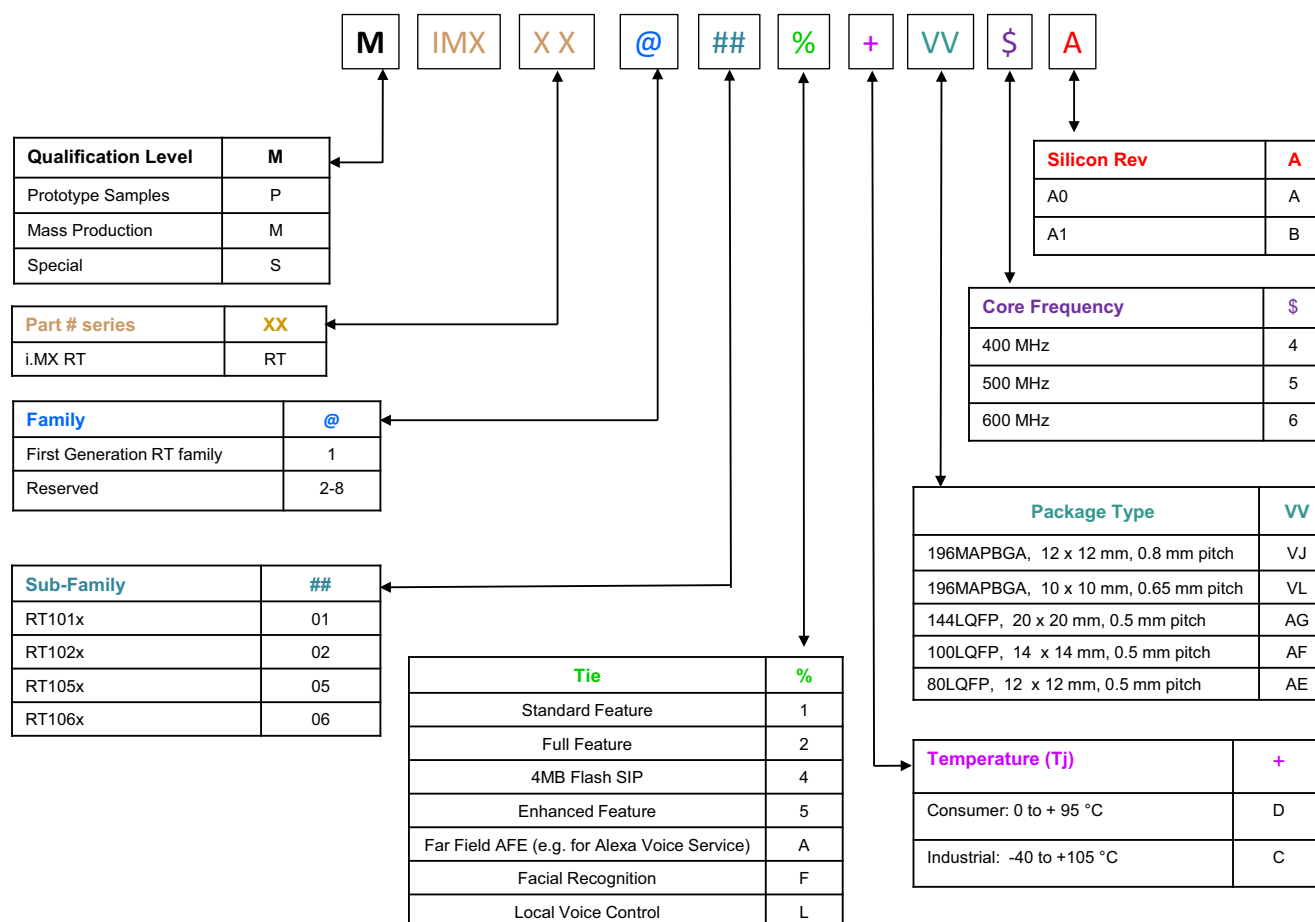 M IMX X X @ ## % + VV $ A
Qualification Level M
Prototype Samples P
Mass Production M
Special S
Part # series XX
i.MX RT RT
Family @
First Generation RT family 1
Reserved 2-8
Sub-Family ##
RT101x 01
RT102x 02
RT105x 05
RT106x 06
Tie %
Standard Feature 1
Full Feature 2
4MB Flash SIP 4
Enhanced Feature 5
Far Field AFE (e.g. for Alexa Voice Service) A
Facial Recognition F
Local Voice Control L
Silicon Rev A
A0 A
A1 B
Core Frequency $
400 MHz 4
500 MHz 5
600 MHz 6
Package Type VV
196MAPBGA, 12 x 12 mm, 0.8 mm pitch VJ
196MAPBGA, 10 x 10 mm, 0.65 mm pitch VL
144LQFP, 20 x 20 mm, 0.5 mm pitch AG
100LQFP, 14 x 14 mm, 0.5 mm pitch AF
80LQFP, 12 x 12 mm, 0.5 mm pitch AE
Temperature (Tj) +
Consumer: 0 to + 95 °C D
Industrial: -40 to +105 °C C